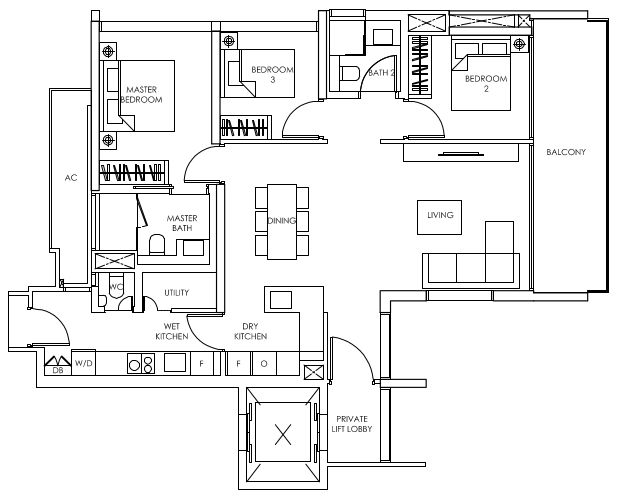 MASTER
BEDROOM
BEDROOM
3
BATH 2
BEDROOM
2
BALCONY
AC
MASTER
BATH
DINING
LIVING
WC
UTILITY
WET
KITCHEN
DRY
KITCHEN
DB
W/D
F
F
O
PRIVATE
LIFT LOBBY